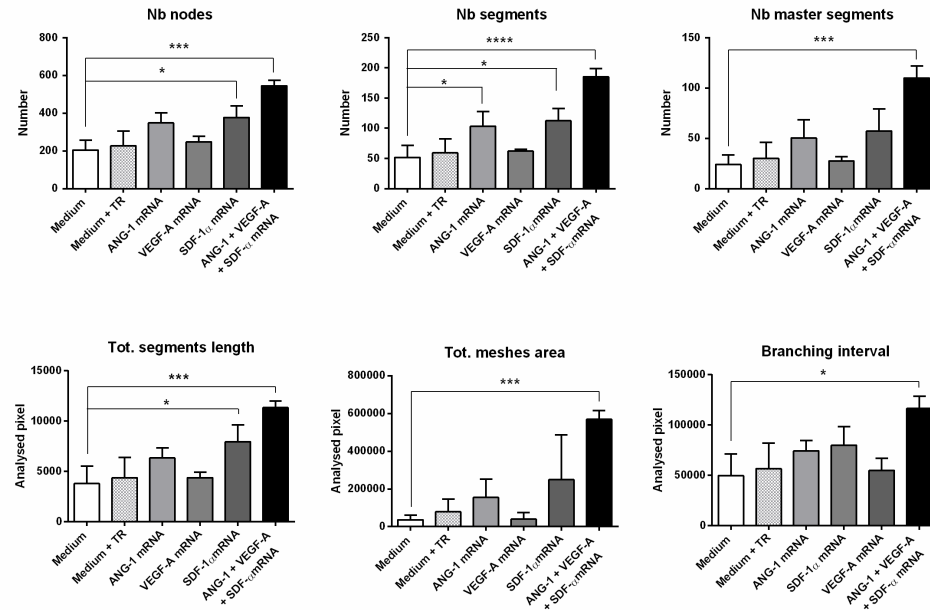 Nb nodes
Number
800
600
400
200
0
***
*
Medium
Medium + TR
ANG-1 mRNA
VEGF-A mRNA
SDF-1α mRNA
ANG-1 + VEGF-A
+ SDF-α mRNA
Nb segments
Number
250
200
150
100
50
0
****
*
*
Medium
Medium + TR
ANG-1 mRNA
VEGF-A mRNA
SDF-1αmRNA
ANG-1 + VEGF-A
+ SDF-αmRNA
Nb master segments
Number
150
100
50
0
***
Medium
Medium + TR
ANG-1 mRNA
VEGF-A mRNA
SDF-1αmRNA
ANG-1 + VEGF-A
+ SDF-αmRNA
Tot. segments length
Analysed pixel
15000
10000
5000
0
***
*
Medium
Medium + TR
ANG-1 mRNA
VEGF-A mRNA
SDF-1αmRNA
ANG-1 + VEGF-A
+ SDF-αmRNA
Tot. meshes area
Analysed pixel
800000
600000
400000
200000
0
***
Medium
Medium + TR
ANG-1 mRNA
VEGF-A mRNA
SDF-1αmRNA
ANG-1 + VEGF-A
+ SDF-αmRNA
Branching interval
Analysed pixel
150000
100000
50000
0
*
Medium
Medium + TR
ANG-1 mRNA
SDF-1α mRNA
VEGF-A mRNA
ANG-1 + VEGF-A
+ SDF-α mRNA